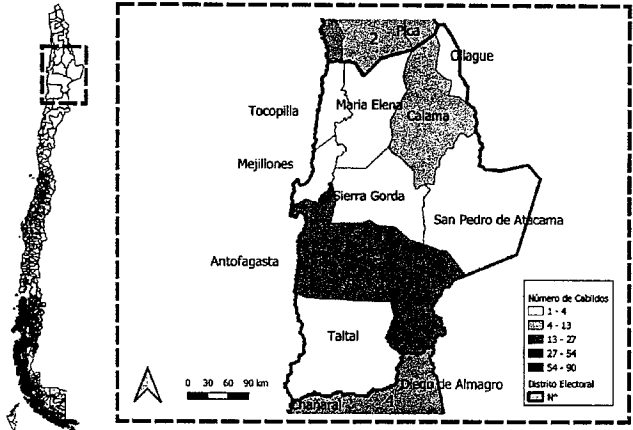 2
Pica
Ollague
Tocopilla
Maria Elena
Calama
Mejillones
Sierra Gorda
San Pedro de Atacama
Antofagasta
Taltal
Diego de Almagro
Chañaral
0 30 60 90 km
Número de Cabildos
1 - 4
4 - 13
13 - 27
27 - 54
54 - 90
Distrito Electoral
N°